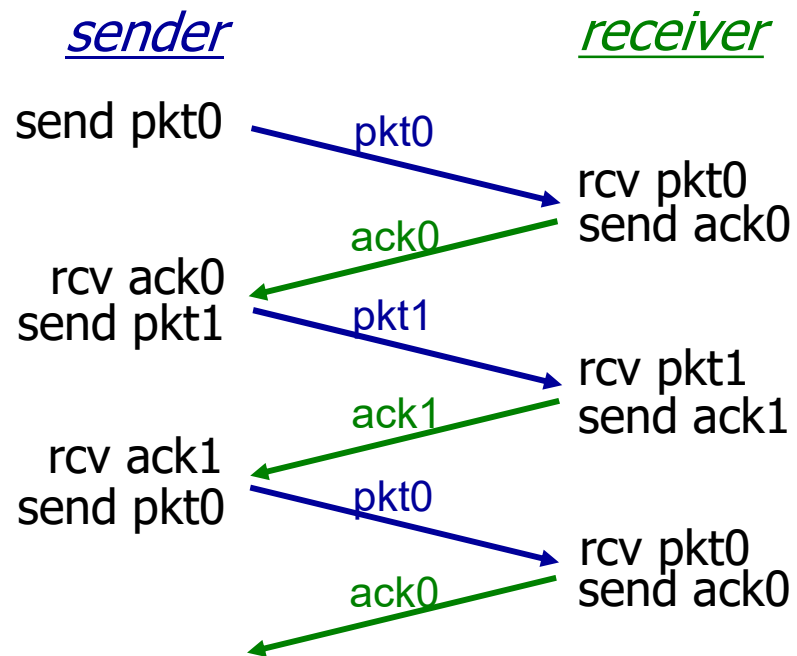 sender
receiver
send pkt0
pkt0
rcv pkt0
send ack0
ack0
rcv ack0
send pkt1
pkt1
rcv pkt1
send ack1
ack1
rcv ack1
send pkt0
pkt0
rcv pkt0
send ack0
ack0